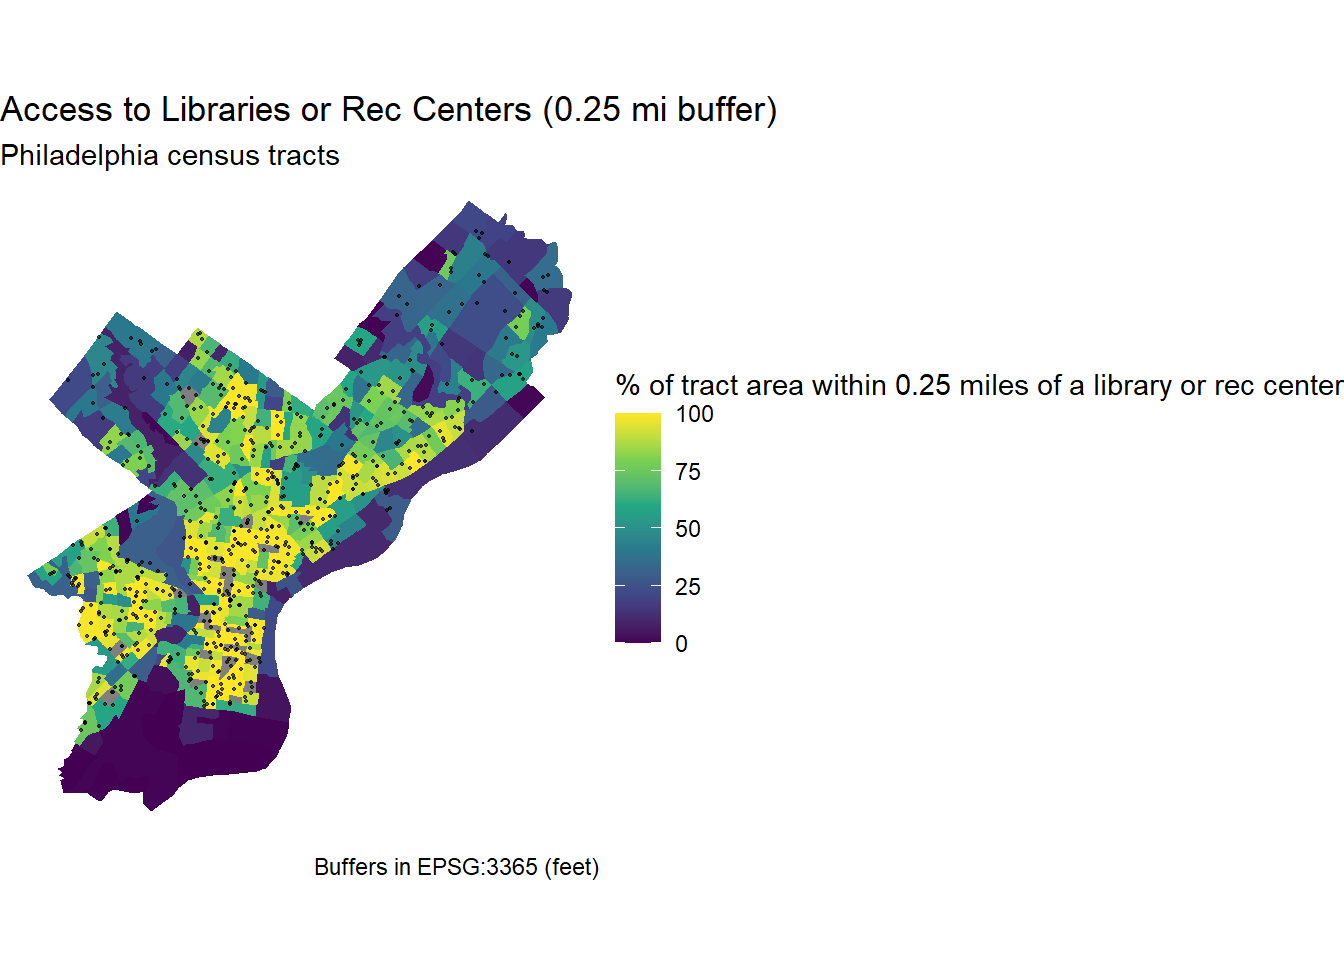 Access to Libraries or Rec Centers (0.25 mi buffer)
Philadelphia census tracts
% of tract area within 0.25 miles of a library or rec center
100
75
50
25
0
Buffers in EPSG:3365 (feet)